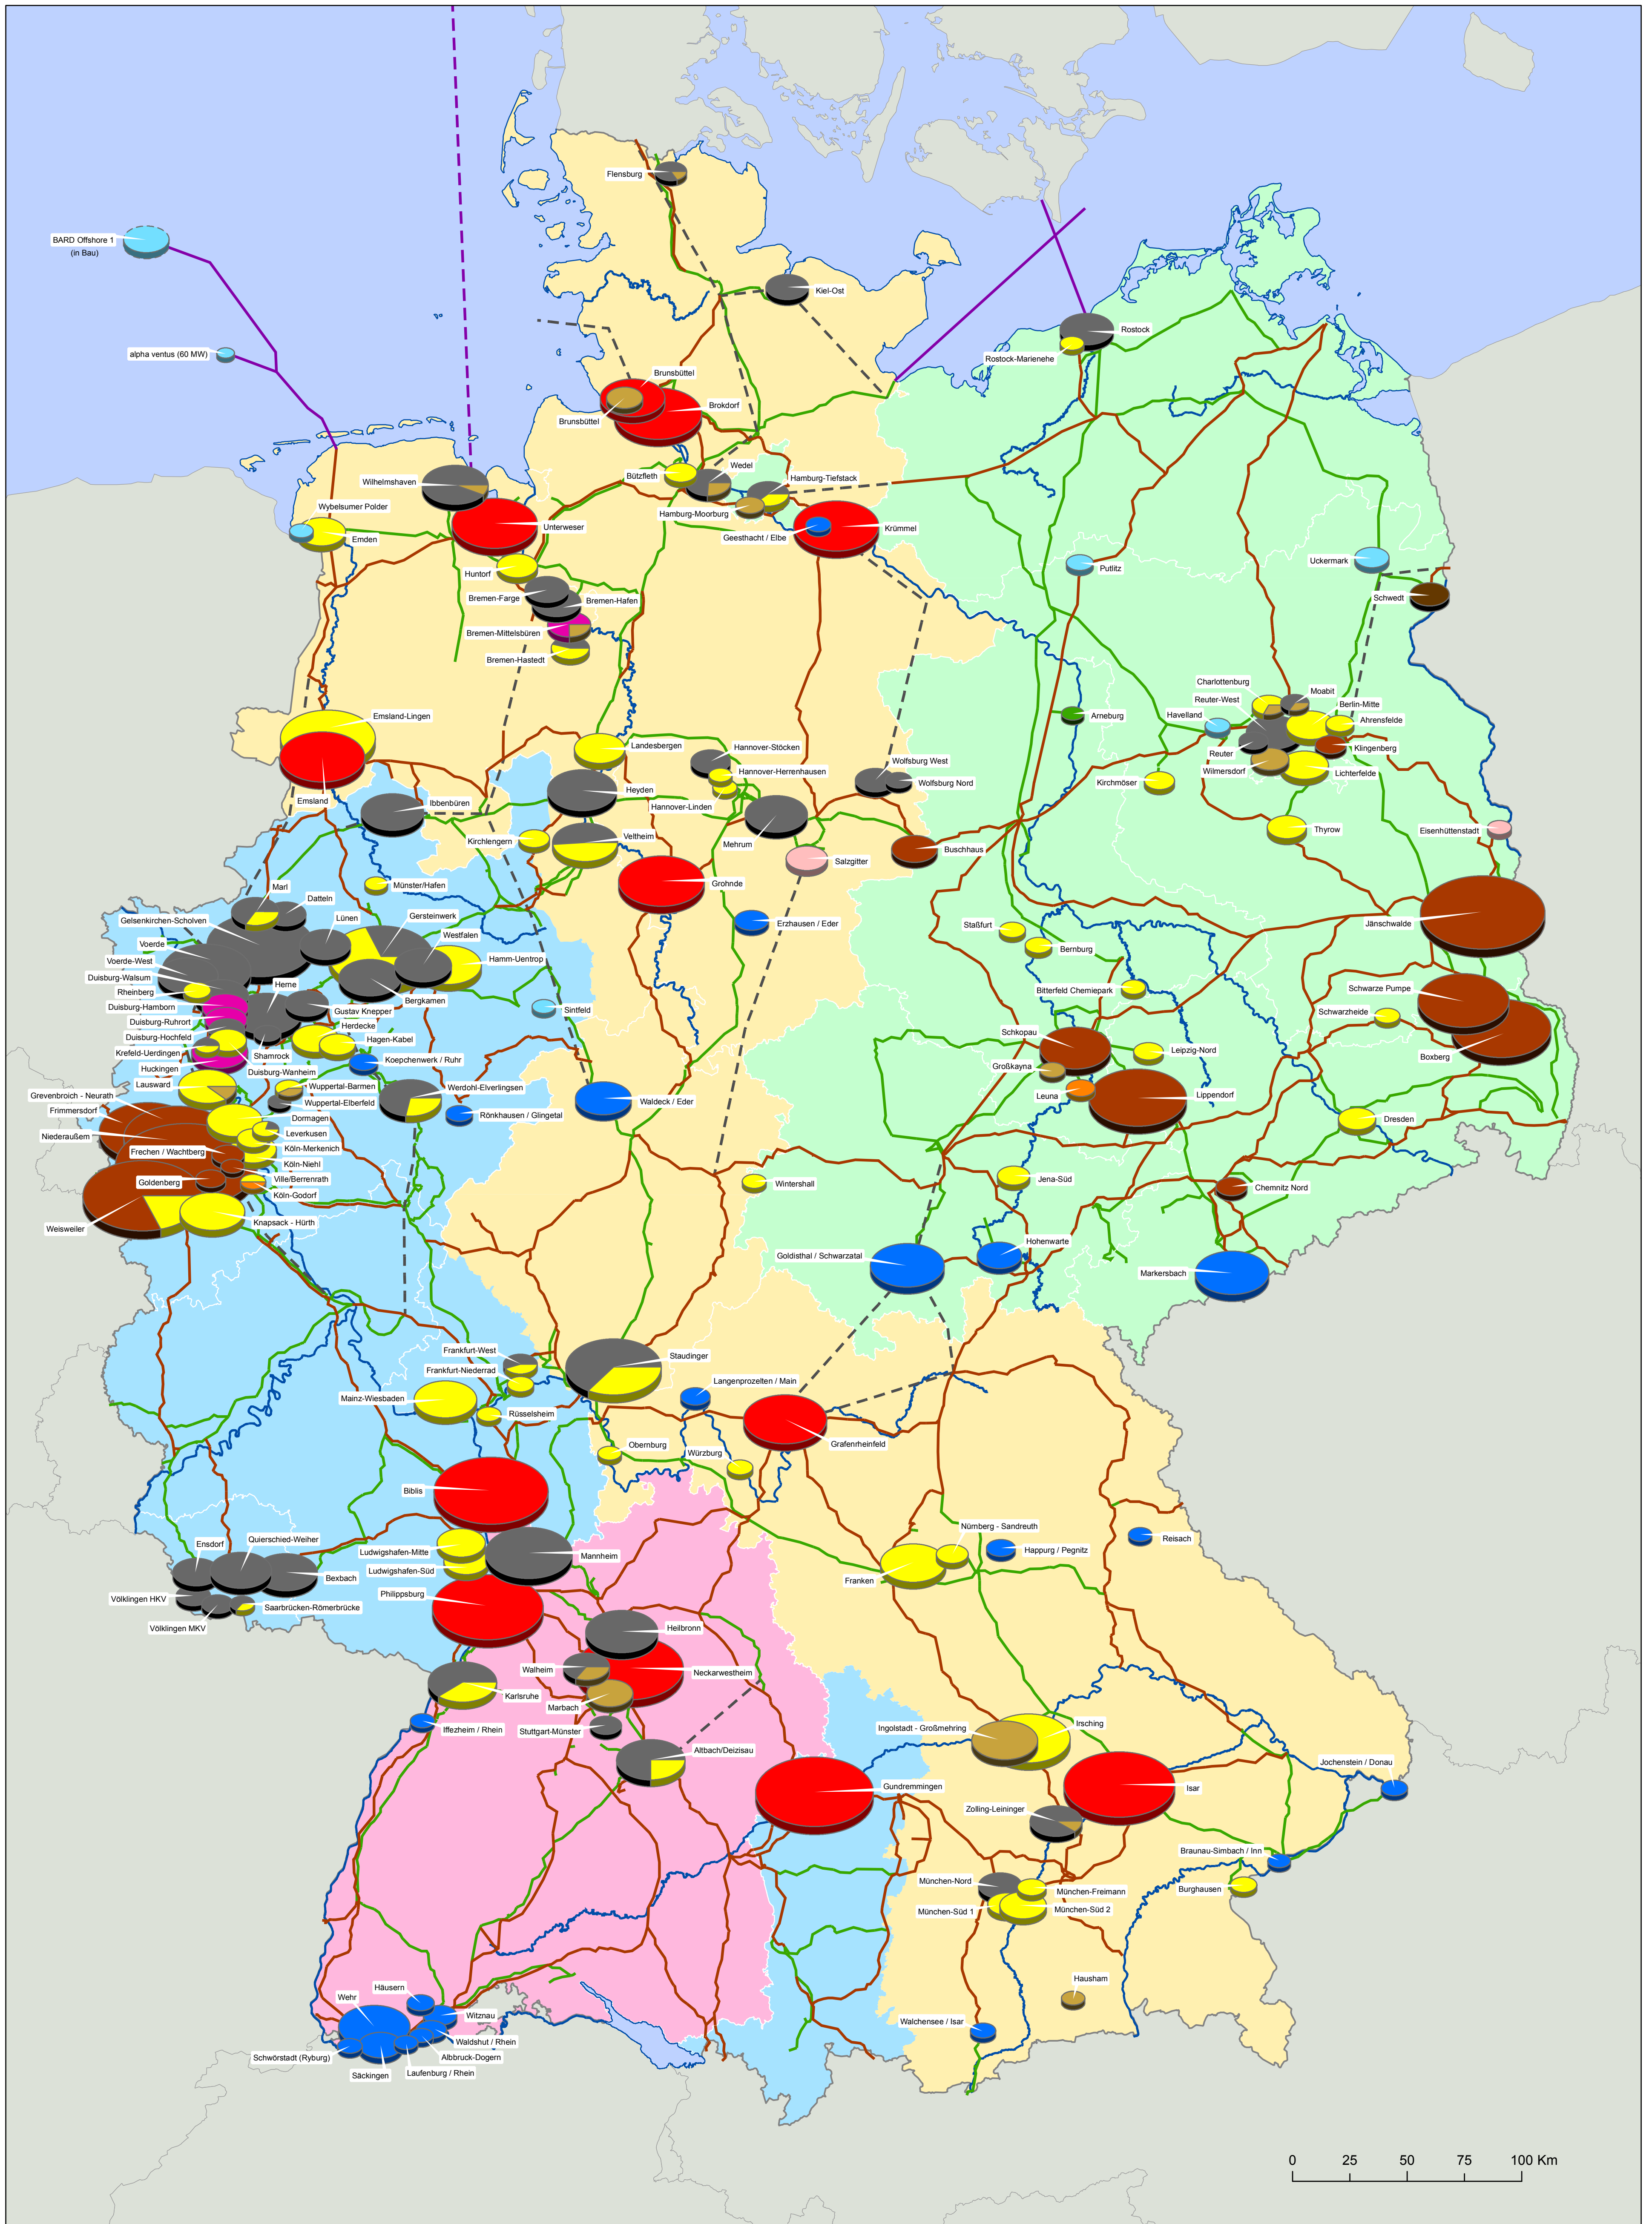 Flensburg
BARD Offshore 1
(in Bau)
Kiel-Ost
Rostock
alpha ventus (60 MW)
Rostock-Marienehe
Brunsbüttel
Brokdorf
Brunsbüttel
Wedel
Bützfleth
Hamburg-Tiefstack
Wilhelmshaven
Wybelsumer Polder
Hamburg-Moorburg
Unterweser
Krümmel
Geesthacht / Elbe
Emden
Uckermark
Putlitz
Huntorf
Bremen-Farge
Bremen-Hafen
Schwedt
Bremen-Mittelsbüren
Bremen-Hastedt
Charlottenburg
Moabit
Reuter-West
Berlin-Mitte
Emsland-Lingen
Arneburg
Havelland
Ahrensfelde
Landesbergen
Hannover-Stöcken
Klingenberg
Reuter
Wolfsburg West
Hannover-Herrenhausen
Wilmersdorf
Lichterfelde
Wolfsburg Nord
Kirchmöser
Heyden
Emsland
Ibbenbüren
Hannover-Linden
Thyrow
Eisenhüttenstadt
Veltheim
Kirchlengern
Mehrum
Buschhaus
Salzgitter
Grohnde
Münster/Hafen
Marl
Datteln
Gelsenkirchen-Scholven
Lünen
Gersteinwerk
Erzhausen / Eder
Jänschwalde
Staßfurt
Westfalen
Voerde
Bernburg
Voerde-West
Hamm-Uentrop
Duisburg-Walsum
Herne
Schwarze Pumpe
Rheinberg
Bitterfeld Chemiepark
Bergkamen
Duisburg-Hamborn
Gustav Knepper
Sintfeld
Schwarzheide
Duisburg-Ruhrort
Herdecke
Schkopau
Duisburg-Hochfeld
Hagen-Kabel
Leipzig-Nord
Krefeld-Uerdingen
Shamrock
Koepchenwerk / Ruhr
Boxberg
Huckingen
Duisburg-Wanheim
Großkayna
Lausward
Wuppertal-Barmen
Werdohl-Elverlingsen
Grevenbroich - Neurath
Leuna
Lippendorf
Wuppertal-Elberfeld
Waldeck / Eder
Frimmersdorf
Rönkhausen / Glingetal
Dormagen
Dresden
Leverkusen
Niederaußem
Köln-Merkenich
Frechen / Wachtberg
Köln-Niehl
Goldenberg
Ville/Berrenrath
Jena-Süd
Wintershall
Chemnitz Nord
Köln-Godorf
Weisweiler
Knapsack - Hürth
Hohenwarte
Goldisthal / Schwarzatal
Markersbach
Frankfurt-West
Staudinger
Frankfurt-Niederrad
Langenprozelten / Main
Mainz-Wiesbaden
Rüsselsheim
Grafenrheinfeld
Obernburg
Würzburg
Biblis
Nürnberg - Sandreuth
Reisach
Ensdorf
Quierschied-Weiher
Happurg / Pegnitz
Ludwigshafen-Mitte
Mannheim
Ludwigshafen-Süd
Bexbach
Franken
Philippsburg
Völklingen HKV
Saarbrücken-Römerbrücke
Völklingen MKV
Heilbronn
Walheim
Neckarwestheim
Karlsruhe
Marbach
Iffezheim / Rhein
Stuttgart-Münster
Ingolstadt - Großmehring
Irsching
Altbach/Deizisau
Jochenstein / Donau
Gundremmingen
Isar
Zolling-Leininger
Braunau-Simbach / Inn
München-Nord
München-Freimann
Burghausen
München-Süd 1
München-Süd 2
Hausham
Häusern
Wehr
Witznau
Walchensee / Isar
Waldshut / Rhein
Schwörstadt (Ryburg)
Albbruck-Dogern
Säckingen
Laufenburg / Rhein
0 25 50 75 100 Km